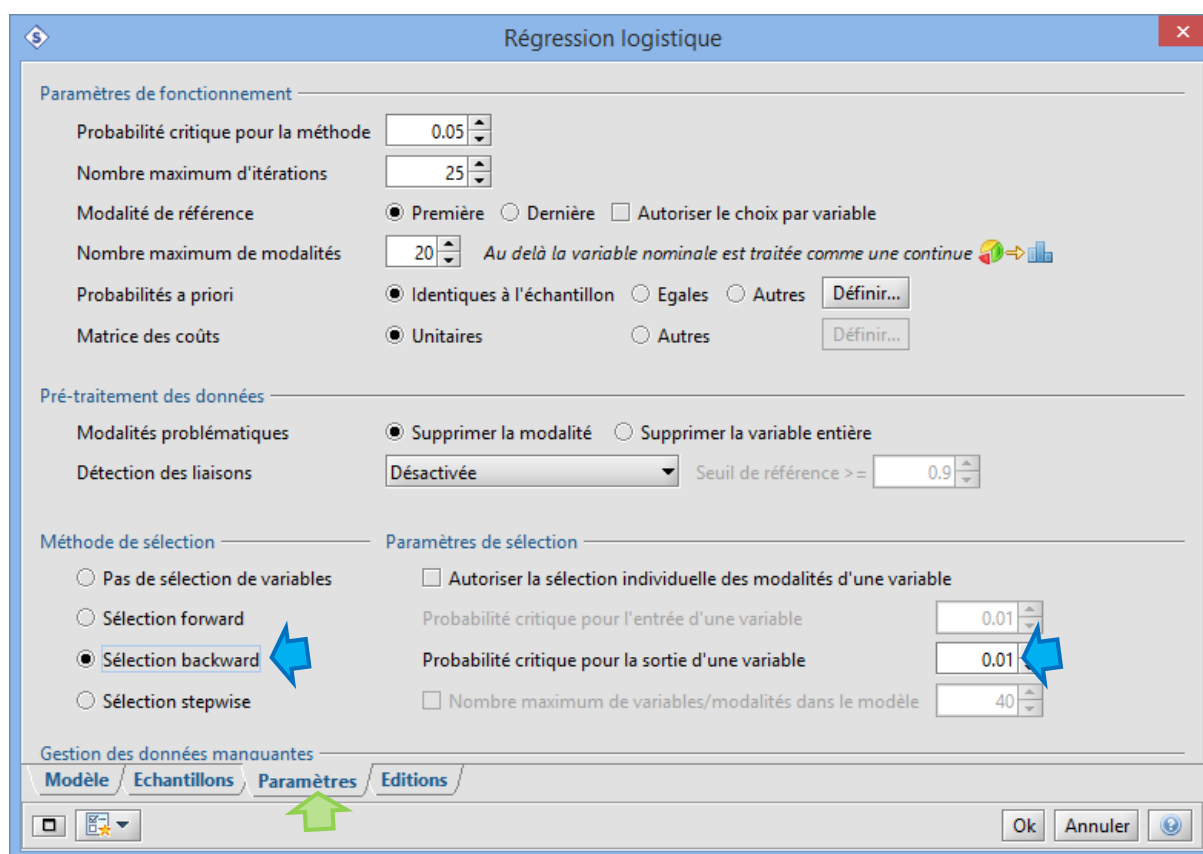 Régression logistique
Paramètres de fonctionnement
Probabilité critique pour la méthode 0.05
Nombre maximum d'itérations 25
Modalité de référence Première Dernière Autoriser le choix par variable
Nombre maximum de modalités 20 Au delà la variable nominale est traitée comme une continue
Probabilités a priori Identiques à l'échantillon Egales Autres Définir...
Matrice des coûts Unitaires Autres Définir...
Pré-traitement des données
Modalités problématiques Supprimer la modalité Supprimer la variable entière
Détection des liaisons Désactivée Seuil de référence >= 0.9
Méthode de sélection Paramètres de sélection
Pas de sélection de variables Autoriser la sélection individuelle des modalités d'une variable
Sélection forward Probabilité critique pour l'entrée d'une variable 0.01
Sélection backward Probabilité critique pour la sortie d'une variable 0.01
Sélection stepwise Nombre maximum de variables/modalités dans le modèle 40
Gestion des données manquantes
Modèle Echantillons Paramètres Editions
Ok Annuler